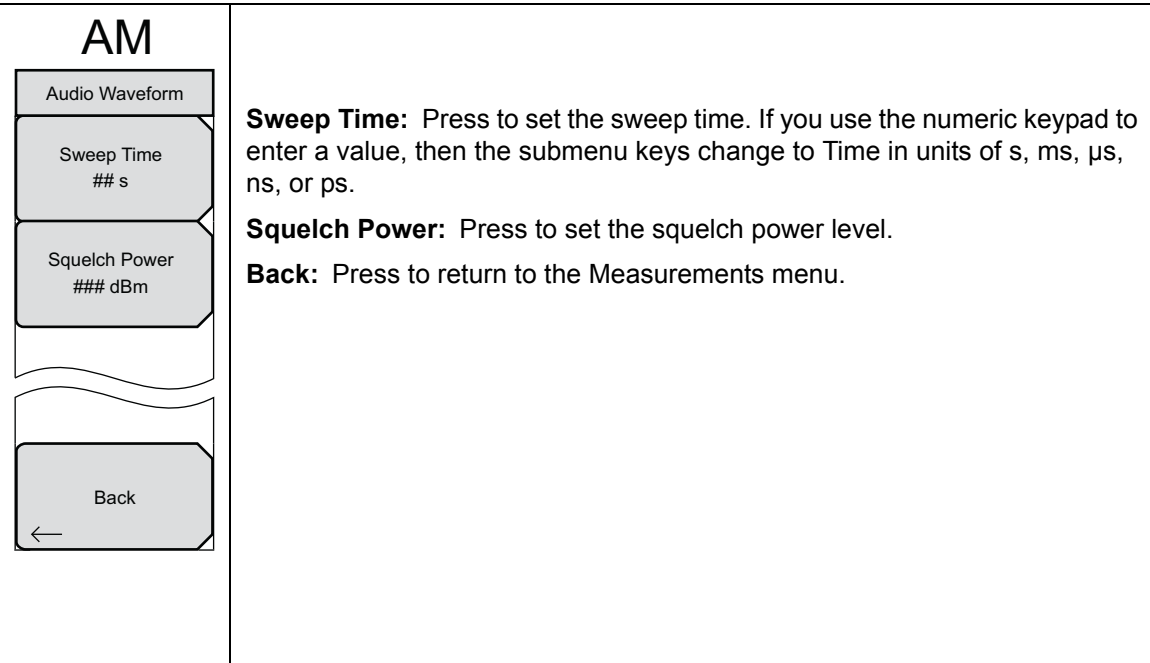 AM
Audio Waveform
Sweep Time
## s
Squelch Power
### dBm
Back
Sweep Time: Press to set the sweep time. If you use the numeric keypad to
enter a value, then the submenu keys change to Time in units of s, ms, µs,
ns, or ps.
Squelch Power: Press to set the squelch power level.
Back: Press to return to the Measurements menu.